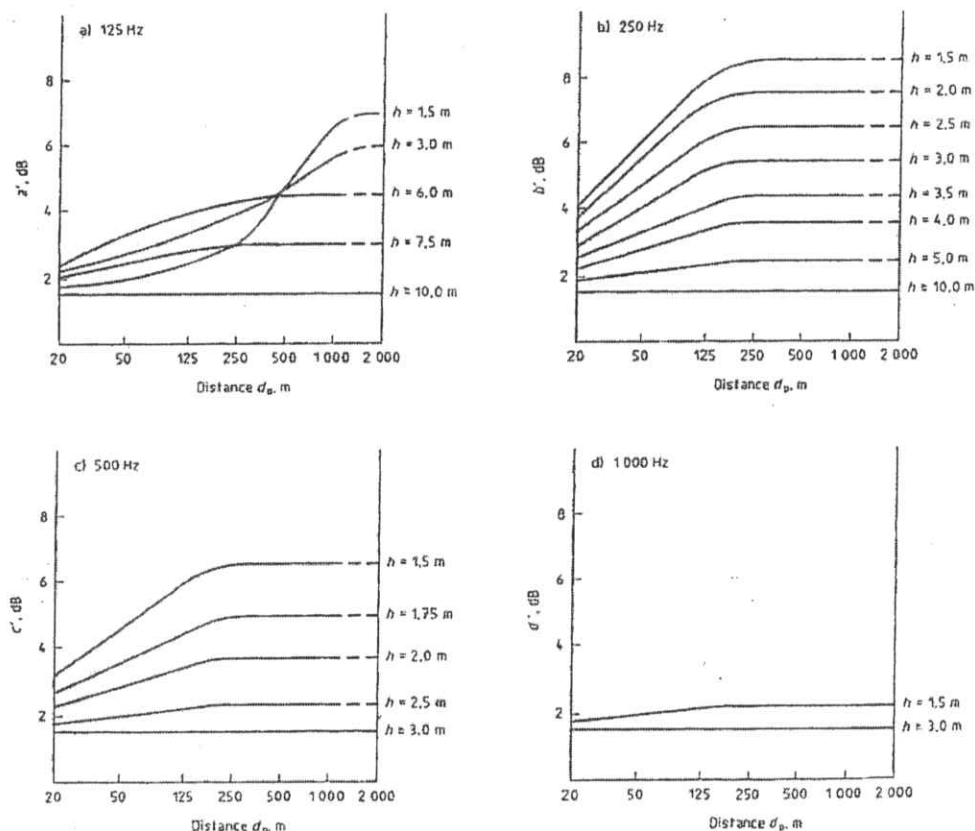 a) 125 Hz
8
6
4
2
a′, dB
h = 1,5 m
h = 3,0 m
h = 6,0 m
h = 7,5 m
h = 10,0 m
20 50 125 250 500 1 000 2 000
Distance dp, m
b) 250 Hz
8
6
4
2
b′, dB
h = 1,5 m
h = 2,0 m
h = 2,5 m
h = 3,0 m
h = 3,5 m
h = 4,0 m
h = 5,0 m
h = 10,0 m
20 50 125 250 500 1 000 2 000
Distance dp, m
c) 500 Hz
8
6
4
2
c′, dB
h = 1,5 m
h = 1,75 m
h = 2,0 m
h = 2,5 m
h = 3,0 m
20 50 125 250 500 1 000 2 000
Distance dp, m
d) 1 000 Hz
8
6
4
2
d′, dB
h = 1,5 m
h = 3,0 m
20 50 125 250 500 1 000 2 000
Distance dp, m